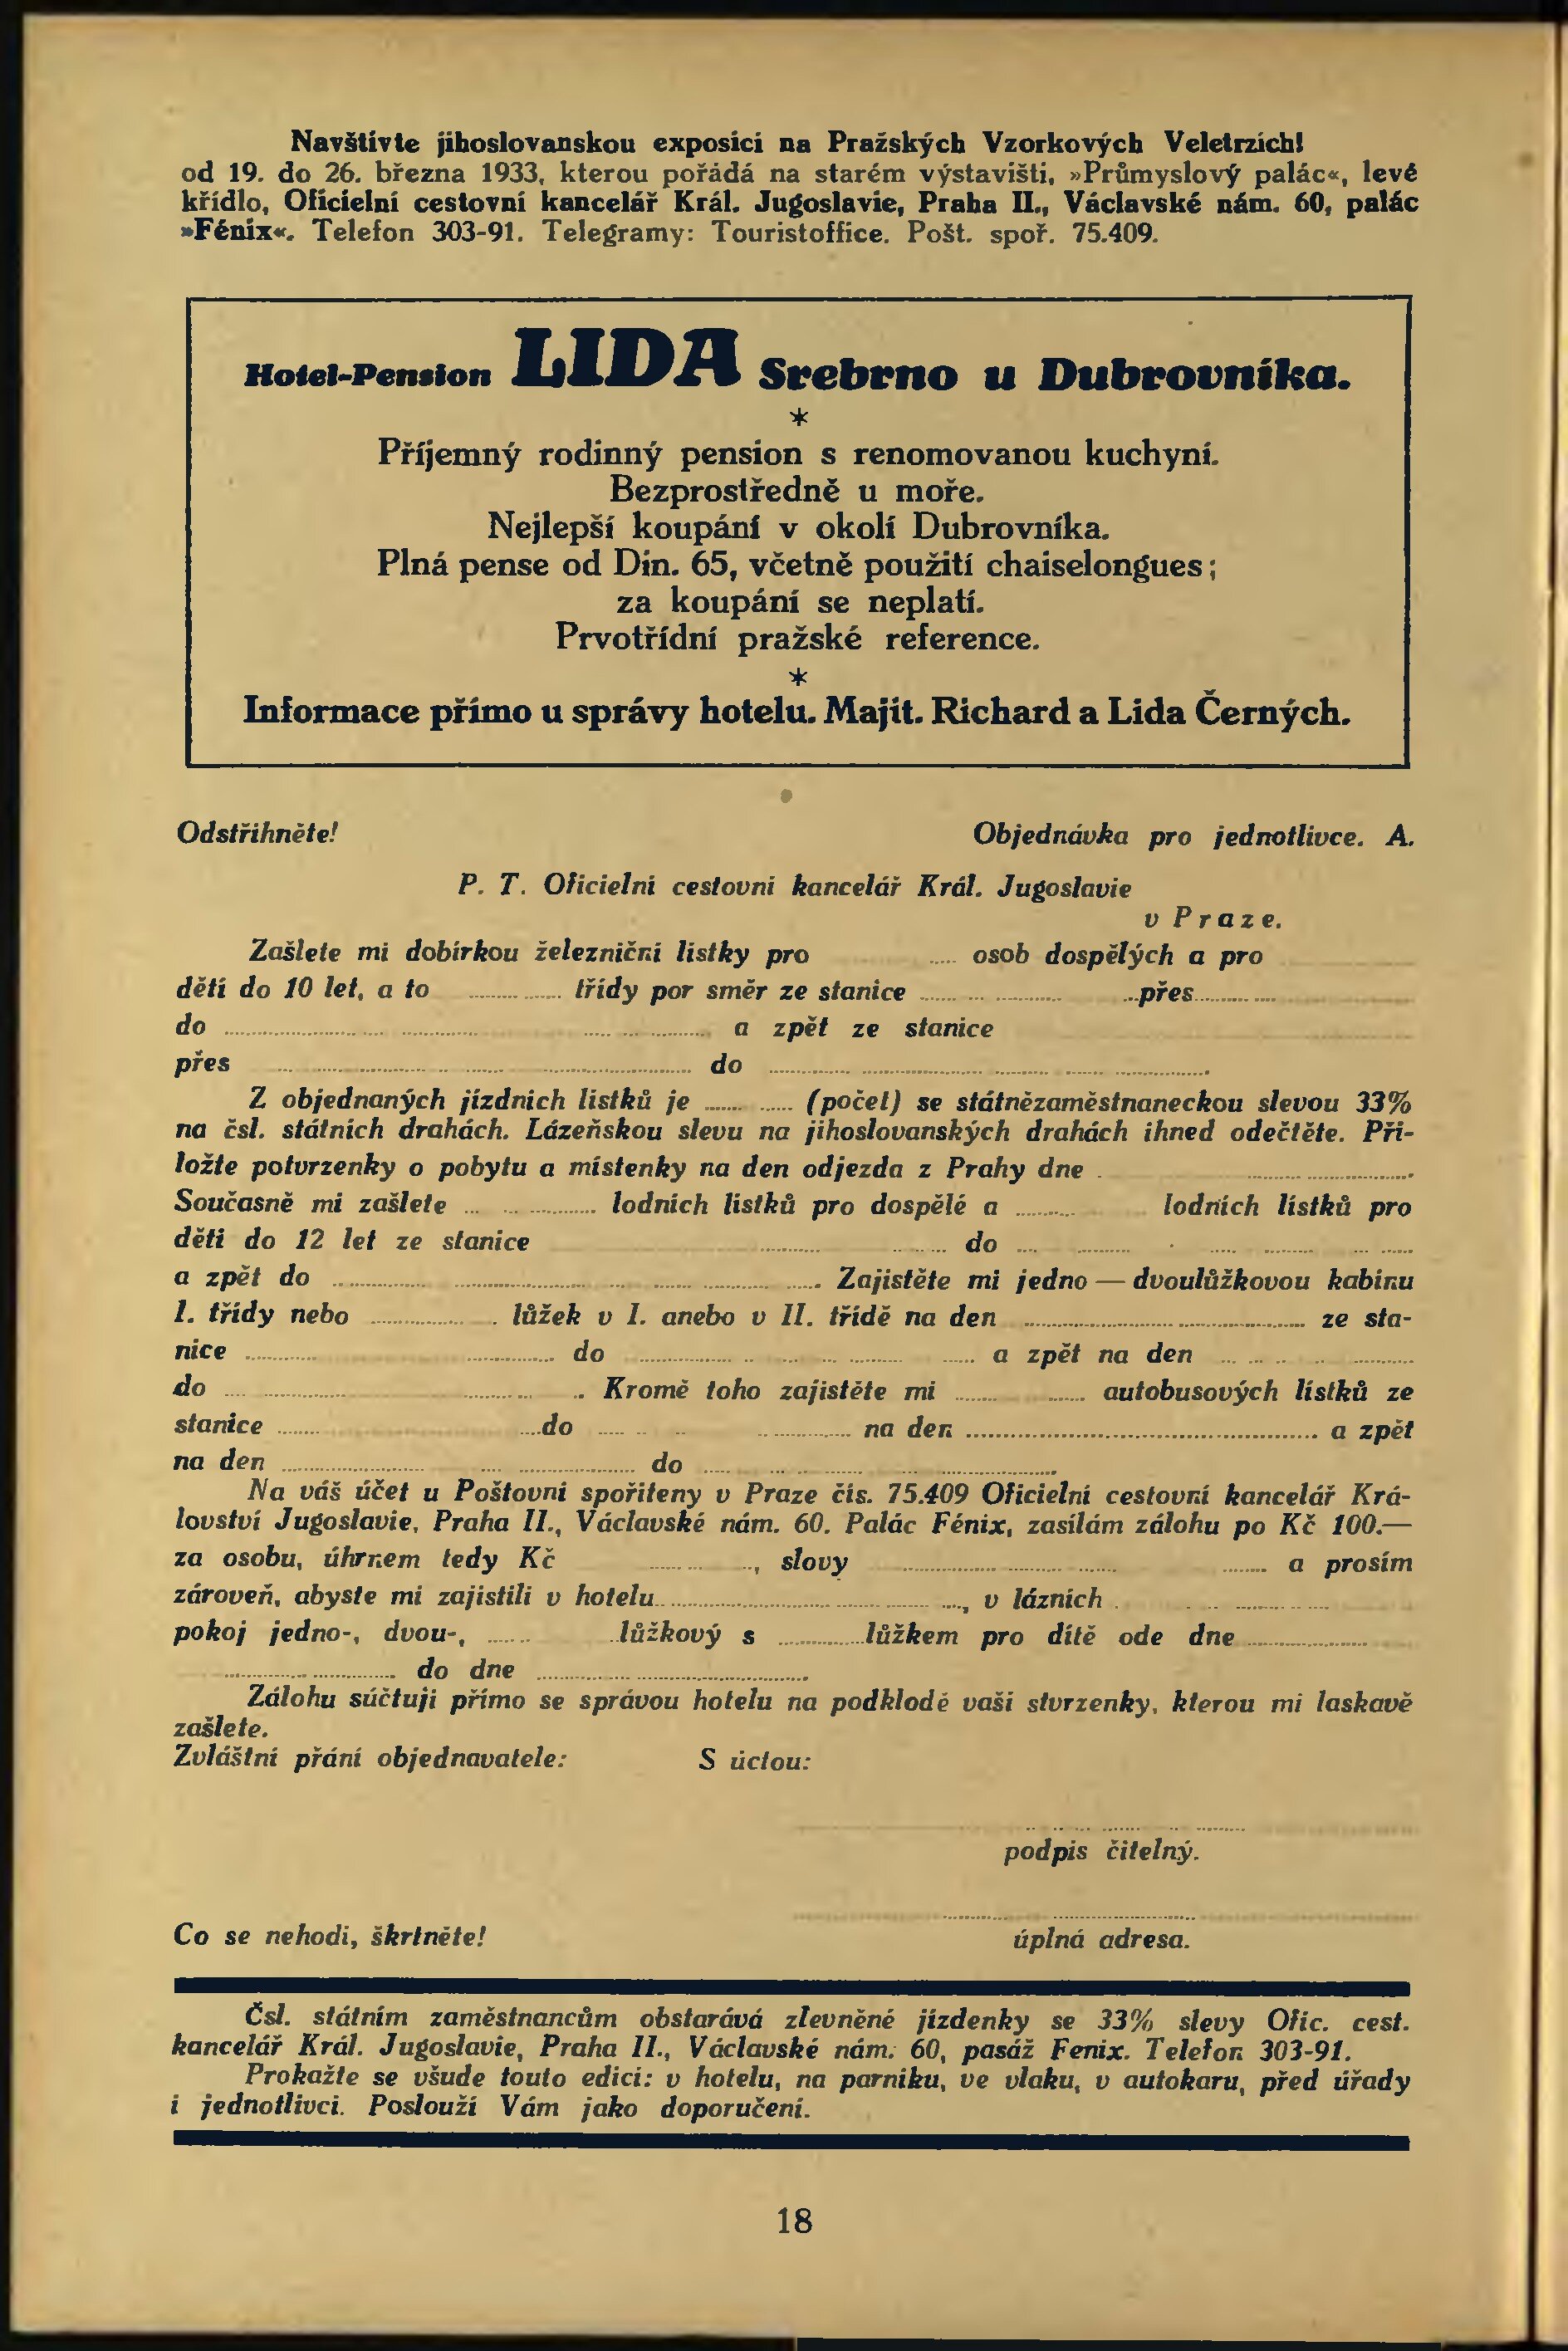 Navštivte jihoslovanskou exposici na Pražských Vzorkových Veletrzích!
od 19. do 26. března 1933, kterou pořádá na starém výstavišti, »Průmyslový palác«, levé
křídlo, Oficielní cestovní kancelář Král. Jugoslavie, Praha II., Václavské nám. 60, palác
»Fénix«. Telefon 303-91. Telegramy: Touristoffice. Pošt. spoř. 75.409.
Hotel-Pension LIDA Srebrno u Dubrovníka.
*
Příjemný rodinný pension s renomovanou kuchyní.
Bezprostředně u moře.
Nejlepší koupání v okolí Dubrovníka.
Plná pense od Din. 65, včetně použití chaiselongues;
za koupání se neplatí.
Prvotřídní pražské reference.
*
Informace přímo u správy hotelu. Majit. Richard a Lida Černých.
Odstřihněte! Objednávka pro jednotlivce. A.
P. T. Oficielní cestovní kancelář Král. Jugoslavie
v Praze.
Zašlete mi dobírkou železniční lístky pro ........ osob dospělých a pro ........
dětí do 10 let, a to ........ třídy por směr ze stanice ........ přes ........
do ........ a zpět ze stanice ........
přes ........ do ........
Z objednaných jízdních lístků je ........ (počet) se státnězaměstnaneckou slevou 33%
na čsl. státních drahách. Lázeňskou slevu na jihoslovanských drahách ihned odečtěte. Při-
ložte potvrzenky o pobytu a místenky na den odjezda z Prahy dne ........
Současně mi zašlete ........ lodních lístků pro dospělé a ........ lodních lístků pro
děti do 12 let ze stanice ........ do ........
a zpět do ........ Zajistěte mi jedno — dvoulůžkovou kabinu
I. třídy nebo ........ lůžek v I. anebo v II. třídě na den ........ ze sta-
nice ........ do ........ a zpět na den ........
do ........ Kromě toho zajistěte mi ........ autobusových lístků ze
stanice ........ do ........ na den ........ a zpět
na den ........ do ........
Na váš účet u Poštovní spořiteny v Praze čís. 75.409 Oficielní cestovní kancelář Krá-
lovství Jugoslavie, Praha II., Václavské nám. 60. Palác Fénix, zasílám zálohu po Kč 100.—
za osobu, úhrnem tedy Kč ........, slovy ........ a prosím
zároveň, abyste mi zajistili v hotelu ........, v lázních ........
pokoj jedno-, dvou-, ........ lůžkový s ........ lůžkem pro dítě ode dne ........
........ do dne ........
Zálohu súčtuji přímo se správou hotelu na podklodě vaší stvrzenky, kterou mi laskavě
zašlete.
Zvláštní přání objednavatele: S úctou:
podpis čitelný.
Co se nehodí, škrtněte! úplná adresa.
Čsl. státním zaměstnancům obstarává zlevněné jízdenky se 33% slevy Ofic. cest.
kancelář Král. Jugoslavie, Praha II., Václavské nám. 60, pasáž Fenix. Telefon 303-91.
Prokažte se všude touto edicí: v hotelu, na parníku, ve vlaku, v autokaru, před úřady
i jednotlivci. Poslouží Vám jako doporučení.
18